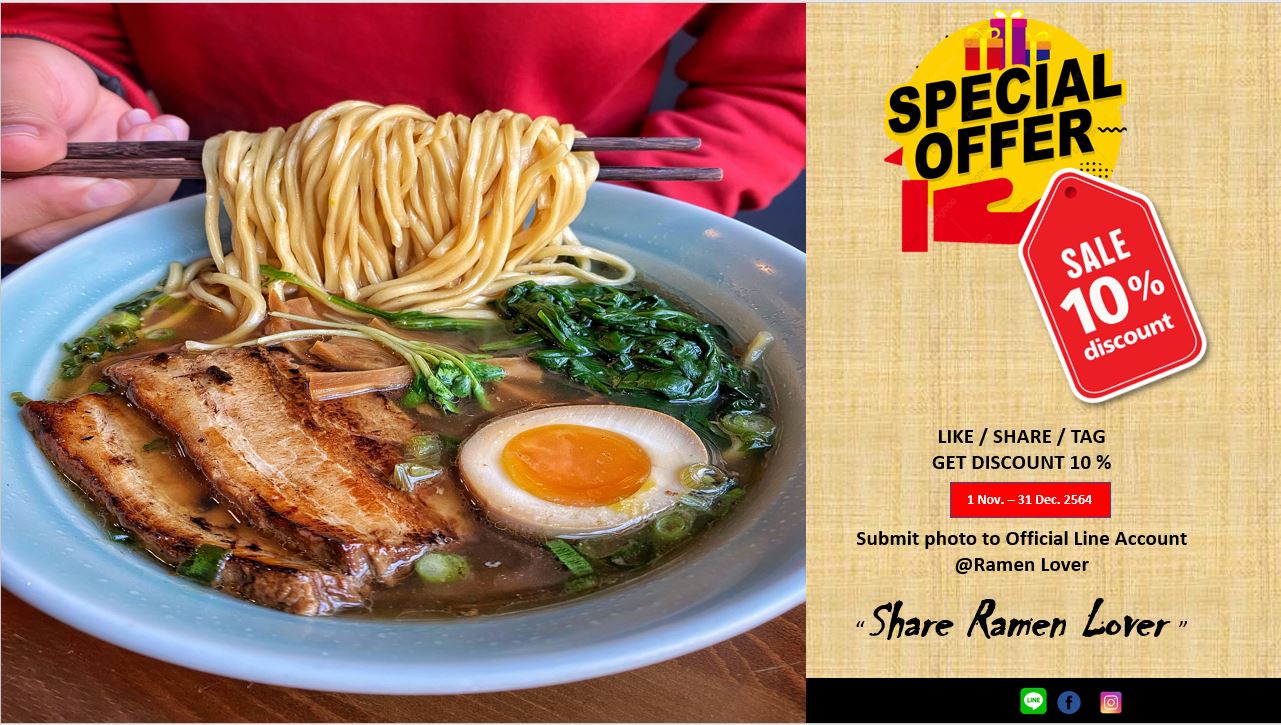 SPECIAL
OFFER
SALE
10%
discount
LIKE / SHARE / TAG
GET DISCOUNT 10 %
1 Nov. – 31 Dec. 2564
Submit photo to Official Line Account
@Ramen Lover
“ Share Ramen Lover ”
LINE